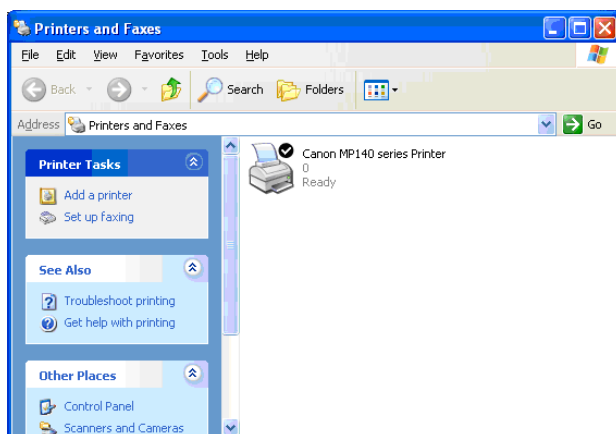 Printers and Faxes
File Edit View Favorites Tools Help
Back Search Folders
Address Printers and Faxes Go
Printer Tasks
Add a printer
Set up faxing
See Also
Troubleshoot printing
Get help with printing
Other Places
Control Panel
Scanners and Cameras
Canon MP140 series Printer
0
Ready